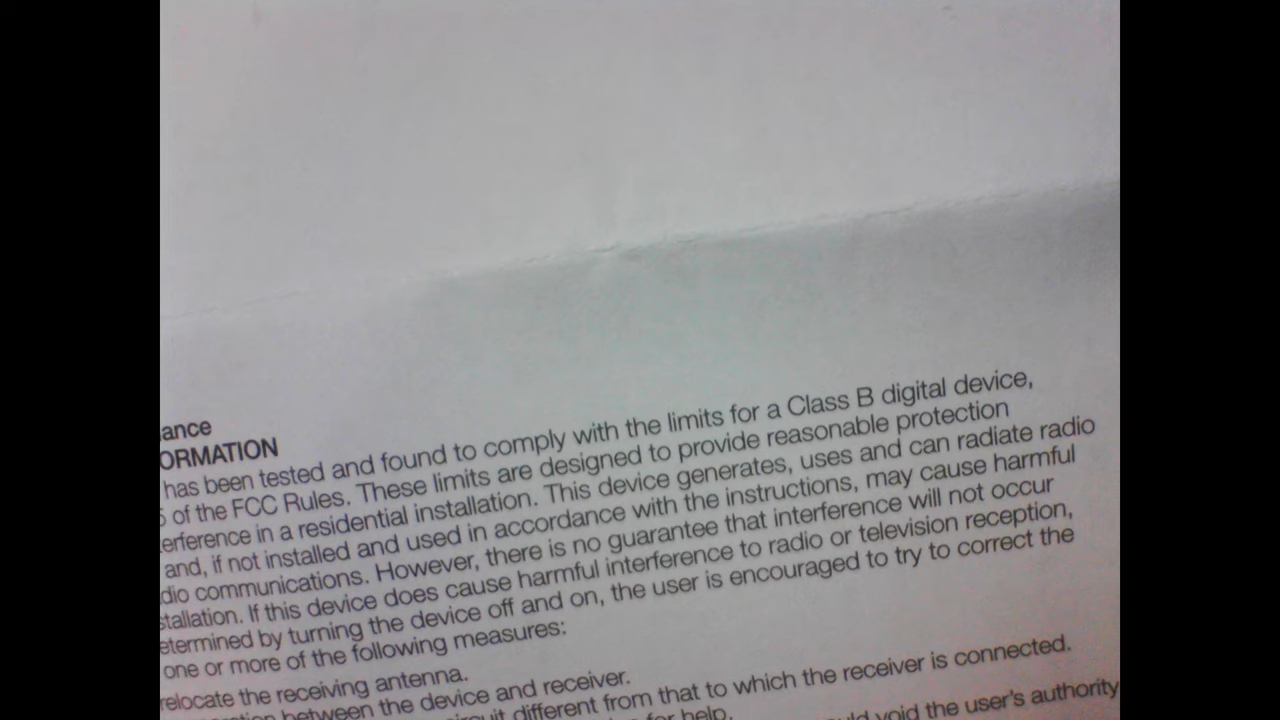 ance
ORMATION
has been tested and found to comply with the limits for a Class B digital device,
5 of the FCC Rules. These limits are designed to provide reasonable protection
erference in a residential installation. This device generates, uses and can radiate radio
and, if not installed and used in accordance with the instructions, may cause harmful
dio communications. However, there is no guarantee that interference will not occur
stallation. If this device does cause harmful interference to radio or television reception,
etermined by turning the device off and on, the user is encouraged to try to correct the
one or more of the following measures:
relocate the receiving antenna.
between the device and receiver.
different from that to which the receiver is connected.
for help.
void the user's authority